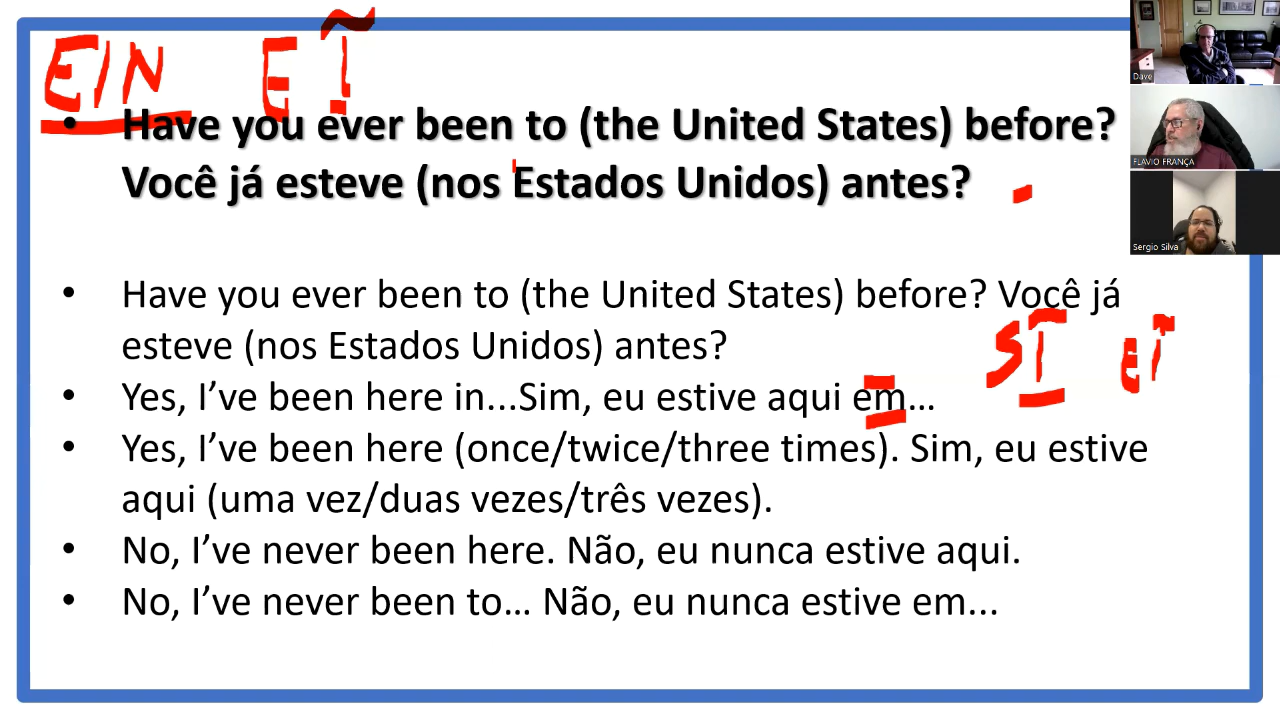 EIN EĨ
• Have you ever been to (the United States) before?
Você já esteve (nos Estados Unidos) antes?
• Have you ever been to (the United States) before? Você já
esteve (nos Estados Unidos) antes?
SĨ EĨ
• Yes, I’ve been here in...Sim, eu estive aqui em…
• Yes, I’ve been here (once/twice/three times). Sim, eu estive
aqui (uma vez/duas vezes/três vezes).
• No, I’ve never been here. Não, eu nunca estive aqui.
• No, I’ve never been to… Não, eu nunca estive em...
Dave
FLAVIO FRANÇA
Sergio Silva